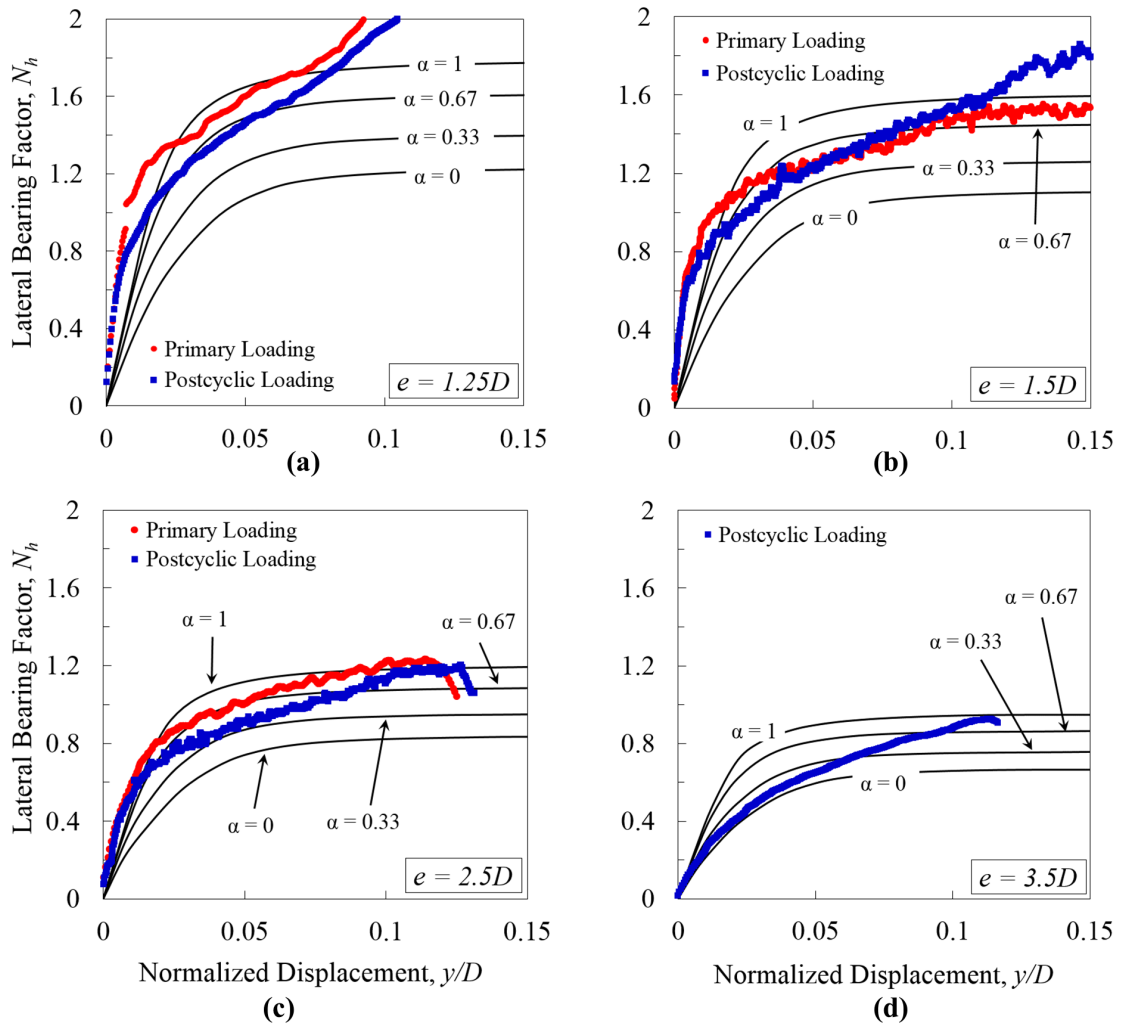 Lateral Bearing Factor, N_h
2
1.6
1.2
0.8
0.4
0
α = 1
α = 0.67
α = 0.33
α = 0
Primary Loading
Postcyclic Loading
e = 1.25D
0
0.05
0.1
0.15
(a)
2
1.6
1.2
0.8
0.4
0
Primary Loading
Postcyclic Loading
α = 1
α = 0.33
α = 0
α = 0.67
e = 1.5D
0
0.05
0.1
0.15
(b)
Lateral Bearing Factor, N_h
2
1.6
1.2
0.8
0.4
0
Primary Loading
Postcyclic Loading
α = 1
α = 0.67
α = 0
α = 0.33
e = 2.5D
0
0.05
0.1
0.15
Normalized Displacement, y/D
(c)
2
1.6
1.2
0.8
0.4
0
Postcyclic Loading
α = 0.67
α = 0.33
α = 1
α = 0
e = 3.5D
0
0.05
0.1
0.15
Normalized Displacement, y/D
(d)